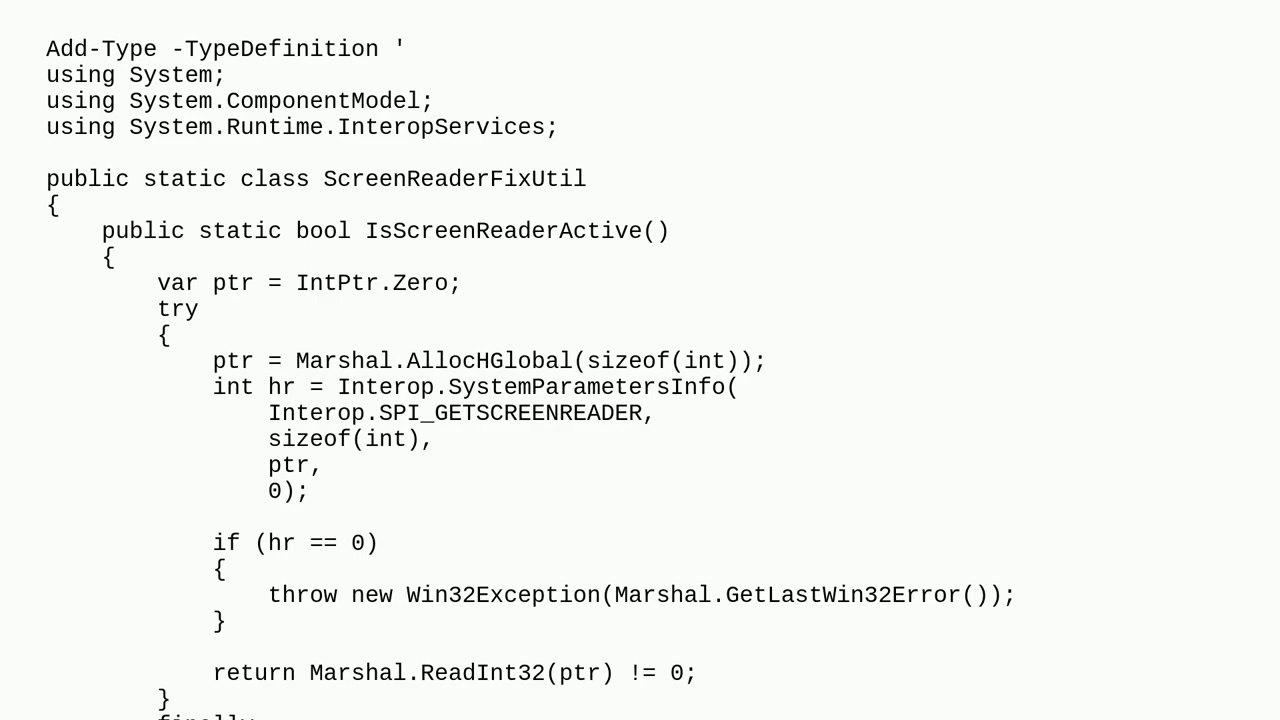 Add-Type -TypeDefinition '
using System;
using System.ComponentModel;
using System.Runtime.InteropServices;

public static class ScreenReaderFixUtil
{
    public static bool IsScreenReaderActive()
    {
        var ptr = IntPtr.Zero;
        try
        {
            ptr = Marshal.AllocHGlobal(sizeof(int));
            int hr = Interop.SystemParametersInfo(
                Interop.SPI_GETSCREENREADER,
                sizeof(int),
                ptr,
                0);

            if (hr == 0)
            {
                throw new Win32Exception(Marshal.GetLastWin32Error());
            }

            return Marshal.ReadInt32(ptr) != 0;
        }
        finally